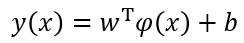 y(x) = wᵀφ(x) + b